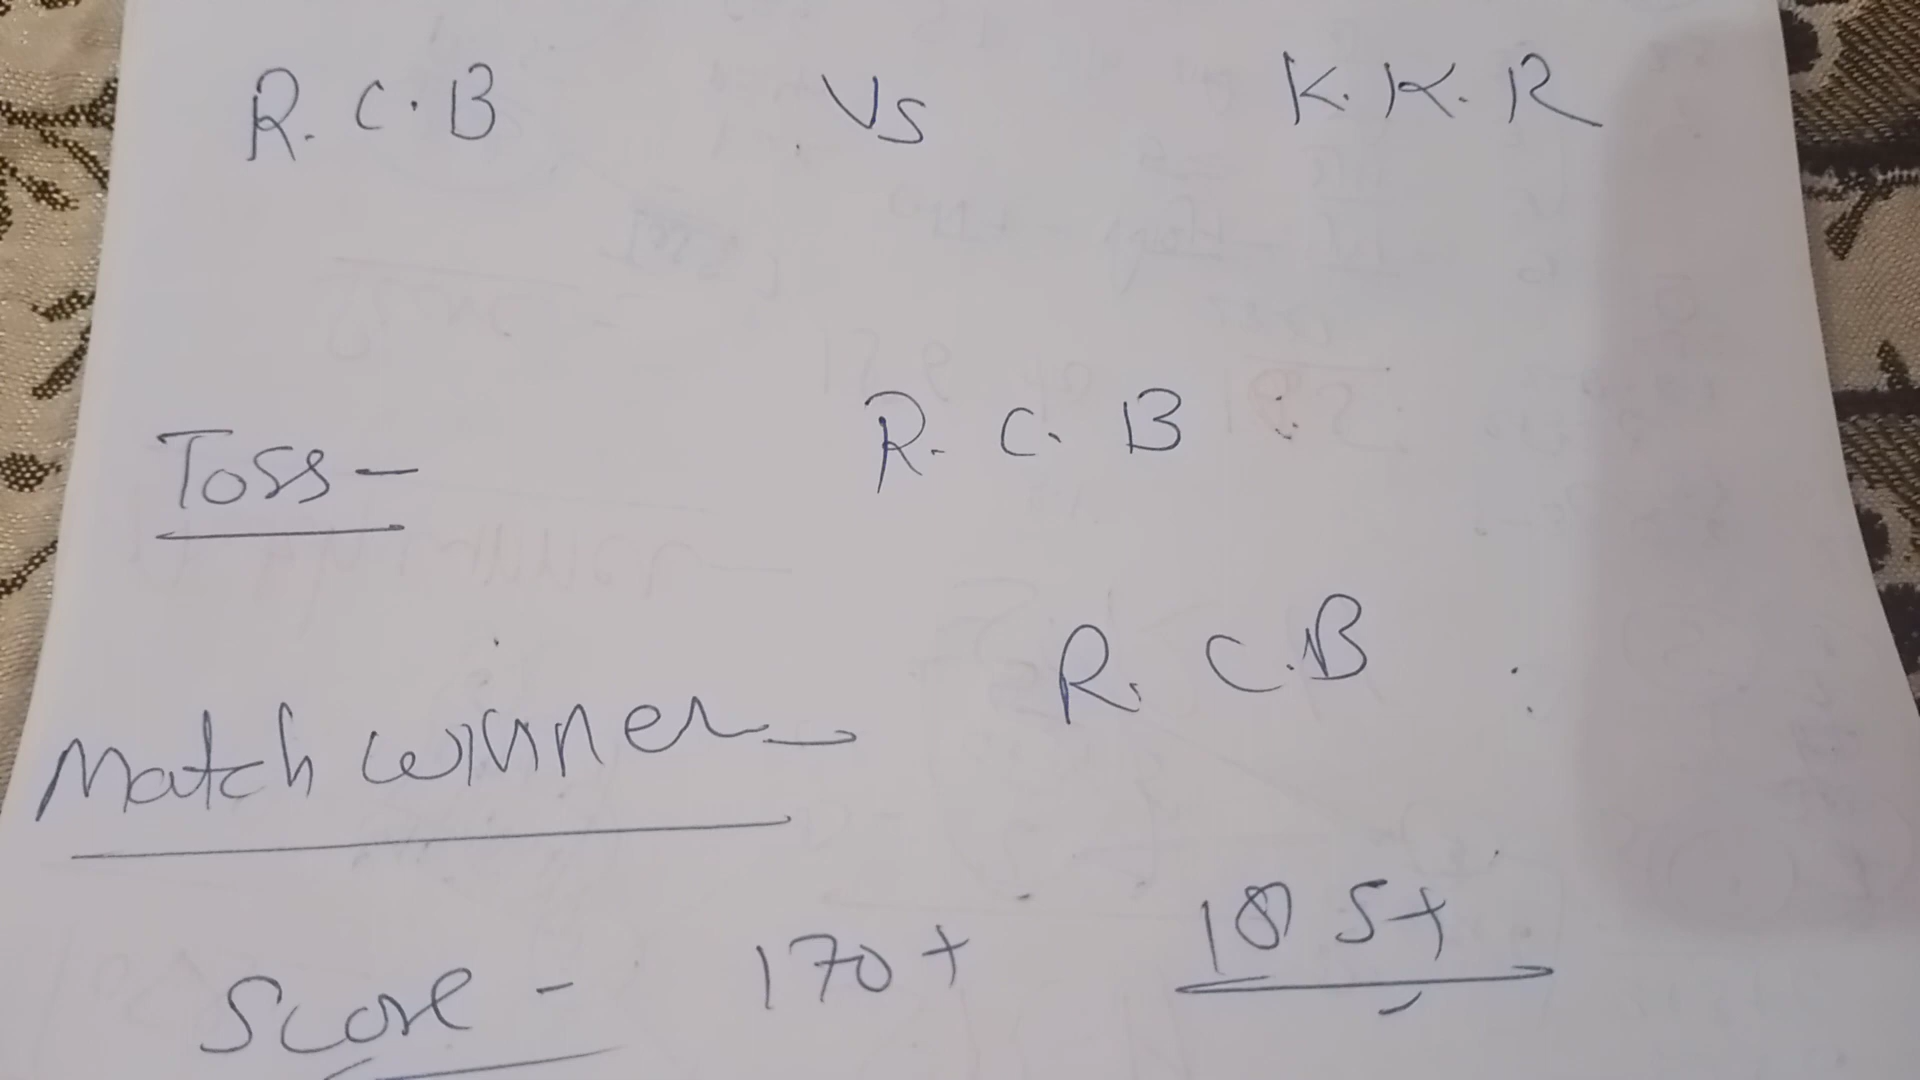 R. C. B Vs K. K. R
Toss - R. C. B
Match winner - R. C. B
Score - 170+ 185+